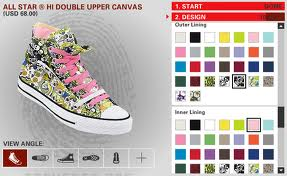 ALL STAR ® HI DOUBLE UPPER CANVAS
(USD 68.00)
1. START
2. DESIGN
Outer Lining
Inner Lining
VIEW ANGLE: